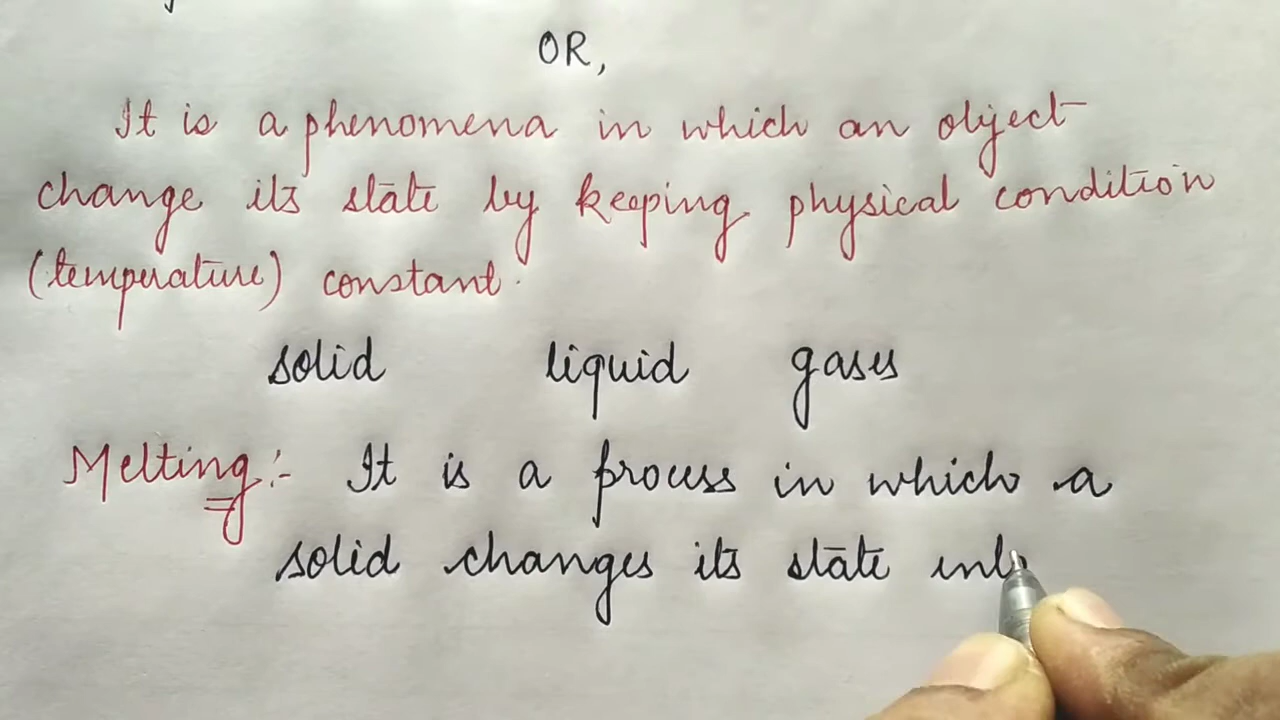 OR,
It is a phenomena in which an object
change its state by keeping physical condition
(temperature) constant.
solid liquid gases
Melting:- It is a process in which a
solid changes its state into